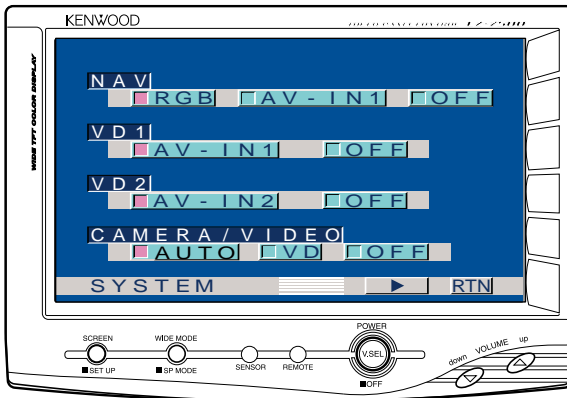 KENWOOD
WIDE TFT COLOR DISPLAY
NAV
RGB AV-IN1 OFF
VD1
AV-IN1 OFF
VD2
AV-IN2 OFF
CAMERA/VIDEO
AUTO VD OFF
SYSTEM ▶ RTN
SCREEN WIDE MODE POWER
V.SEL
SENSOR REMOTE
■SET UP ■SP MODE ■OFF
down VOLUME up